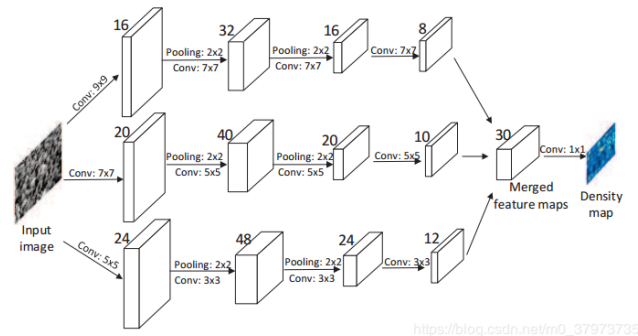 16
32
16
8
Conv: 9x9
Pooling: 2x2
Conv: 7x7
Pooling: 2x2
Conv: 7x7
Conv: 7x7
Input
image
Conv: 7x7
20
Pooling: 2x2
Conv: 5x5
40
Pooling: 2x2
Conv: 5x5
20
Conv: 5x5
10
30
Merged
feature maps
Conv: 1x1
Density
map
Conv: 5x5
24
Pooling: 2x2
Conv: 3x3
48
Pooling: 2x2
Conv: 3x3
24
Conv: 3x3
12
https://blog.csdn.net/m0_37973735